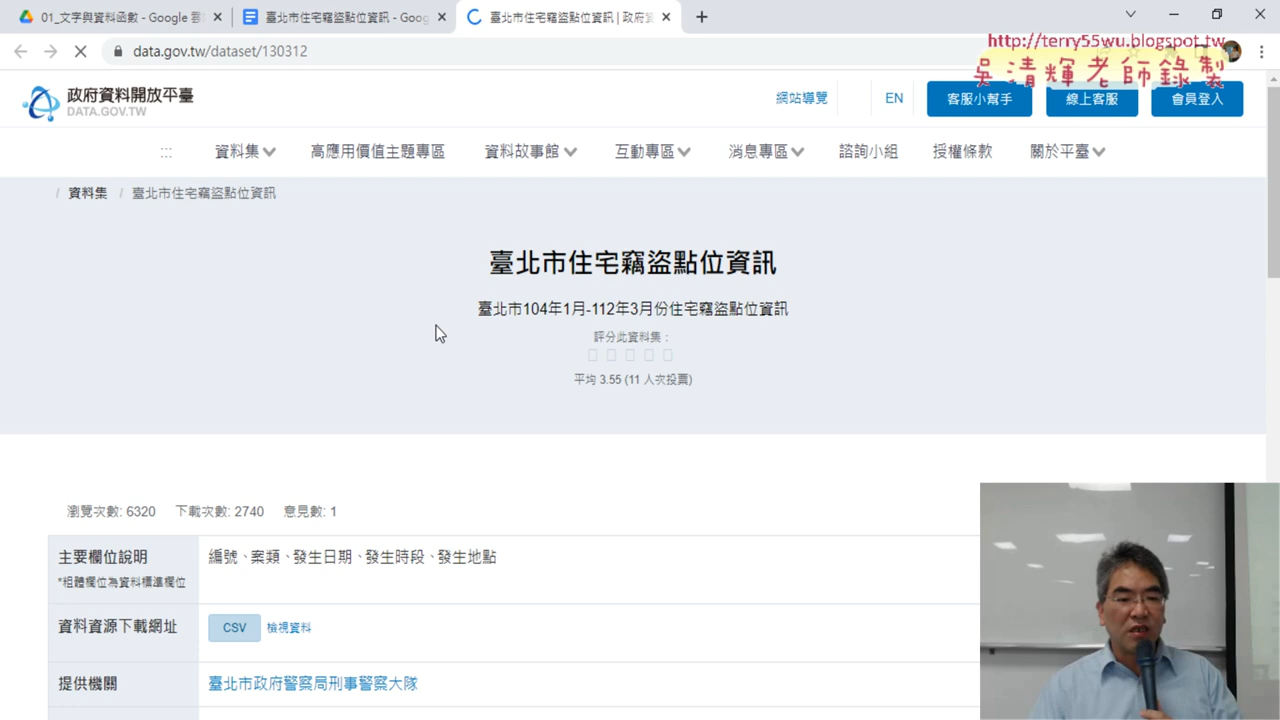 01_文字與資料函數 - Google 雲
臺北市住宅竊盜點位資訊 - Goog
臺北市住宅竊盜點位資訊 | 政府資
data.gov.tw/dataset/130312
http://terry55wu.blogspot.tw
吳清輝老師錄製
政府資料開放平臺
DATA.GOV.TW
網站導覽
EN
客服小幫手
線上客服
會員登入
:::
資料集
高應用價值主題專區
資料故事館
互動專區
消息專區
諮詢小組
授權條款
關於平臺
/ 資料集 / 臺北市住宅竊盜點位資訊
臺北市住宅竊盜點位資訊
臺北市104年1月-112年3月份住宅竊盜點位資訊
評分此資料集：
平均 3.55 (11 人次投票)
瀏覽次數: 6320 下載次數: 2740 意見數: 1
主要欄位說明
*粗體欄位為資料標準欄位
編號、案類、發生日期、發生時段、發生地點
資料資源下載網址
CSV 檢視資料
提供機關
臺北市政府警察局刑事警察大隊